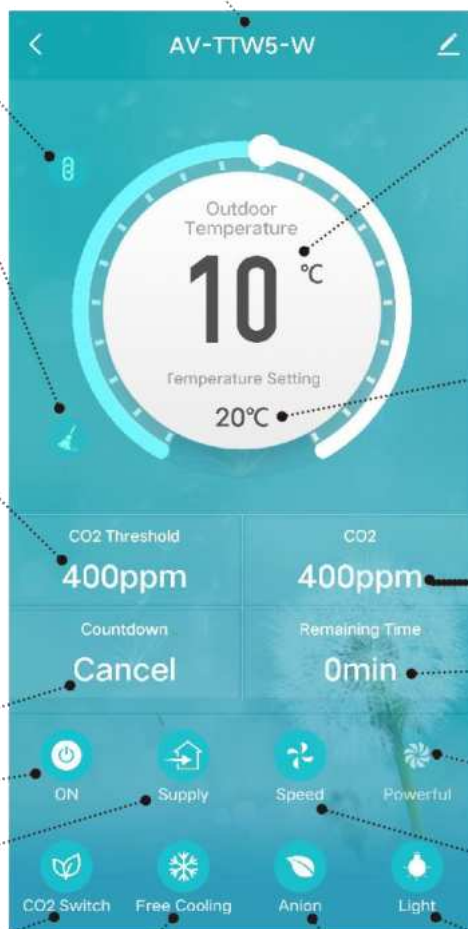 AV-TTW5-W
Outdoor
Temperature
10 ℃
Temperature Setting
20℃
CO2 Threshold
CO2
400ppm
400ppm
Countdown
Remaining Time
Cancel
0min
ON
Supply
Speed
Powerful
CO2 Switch
Free Cooling
Anion
Light